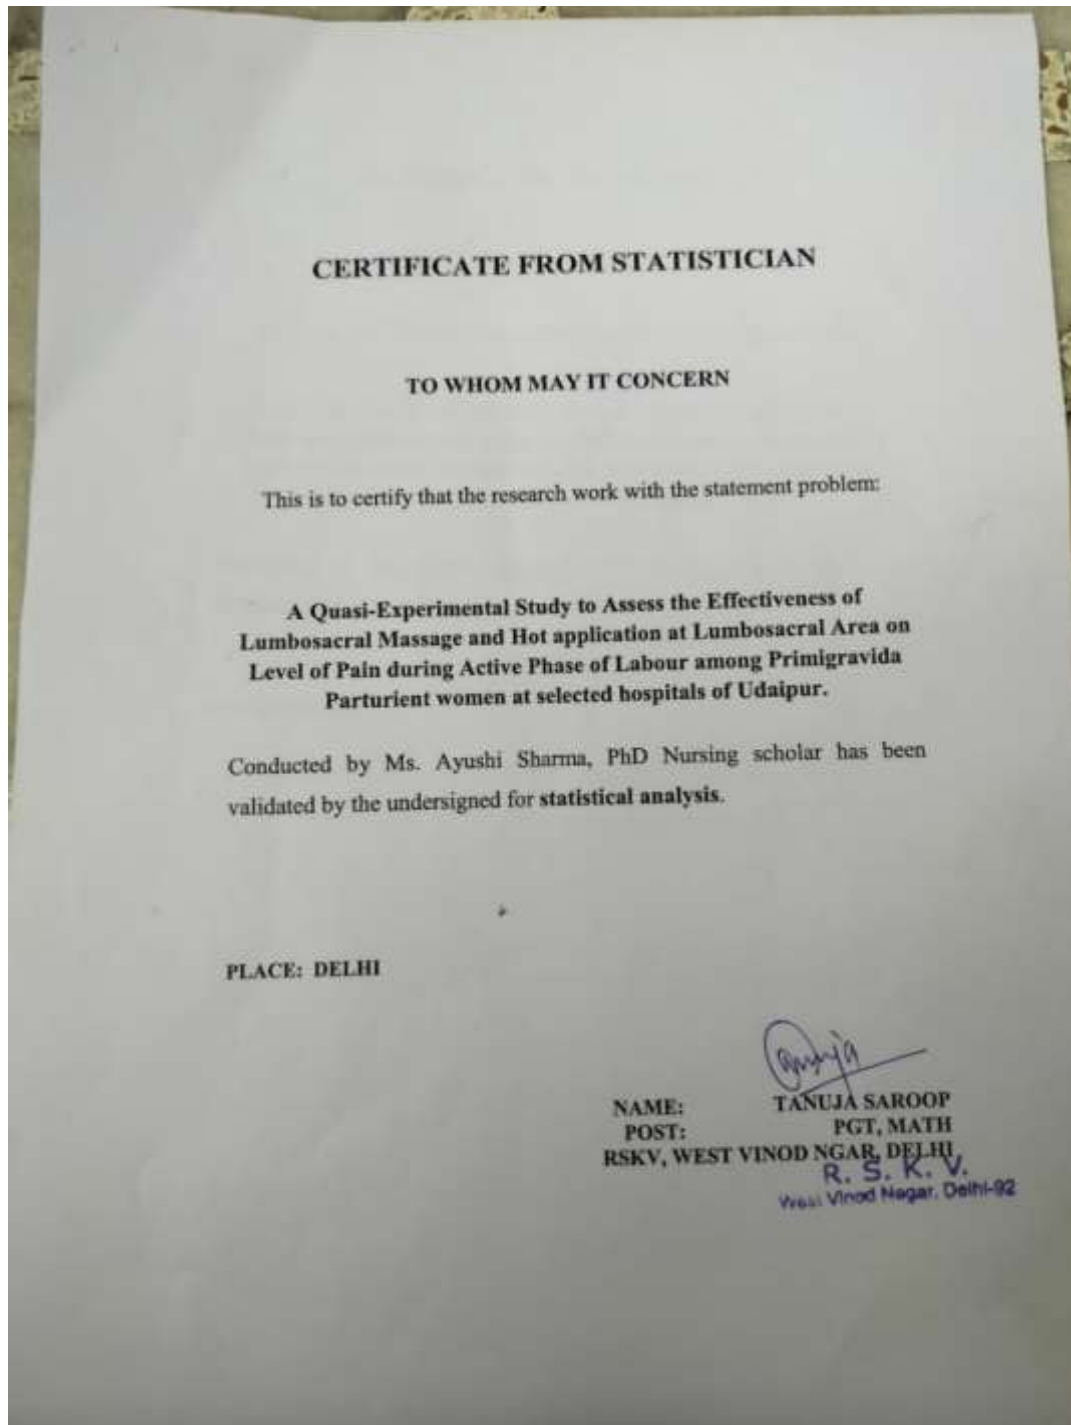 CERTIFICATE FROM STATISTICIAN
TO WHOM MAY IT CONCERN
This is to certify that the research work with the statement problem:
A Quasi-Experimental Study to Assess the Effectiveness of
Lumbosacral Massage and Hot application at Lumbosacral Area on
Level of Pain during Active Phase of Labour among Primigravida
Parturient women at selected hospitals of Udaipur.
Conducted by Ms. Ayushi Sharma, PhD Nursing scholar has been
validated by the undersigned for statistical analysis.
PLACE: DELHI
NAME: TANUJA SAROOP
POST: PGT, MATH
RSKV, WEST VINOD NGAR, DELHI
R. S. K. V.
West Vinod Nagar, Delhi-92